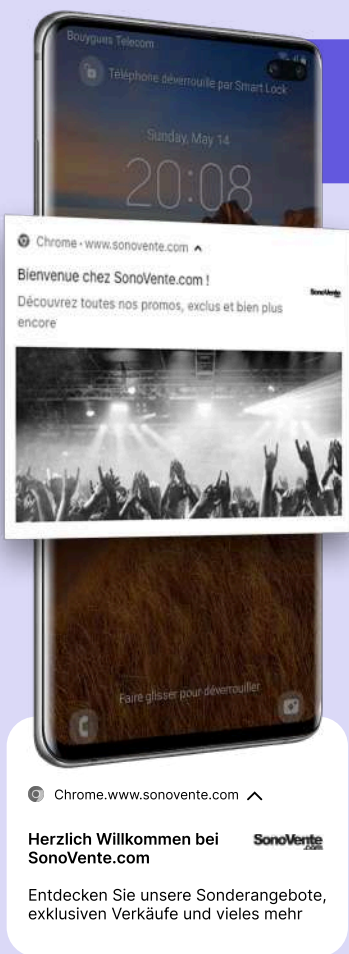 Bouygues Telecom
Téléphone déverrouillé par Smart Lock
Sunday, May 14
20:08
Chrome • www.sonovente.com
Bienvenue chez SonoVente.com !
SonoVente
.com
Découvrez toutes nos promos, exclus et bien plus
encore
Faire glisser pour déverrouiller
Chrome.www.sonovente.com
Herzlich Willkommen bei
SonoVente.com
SonoVente
.com
Entdecken Sie unsere Sonderangebote,
exklusiven Verkäufe und vieles mehr